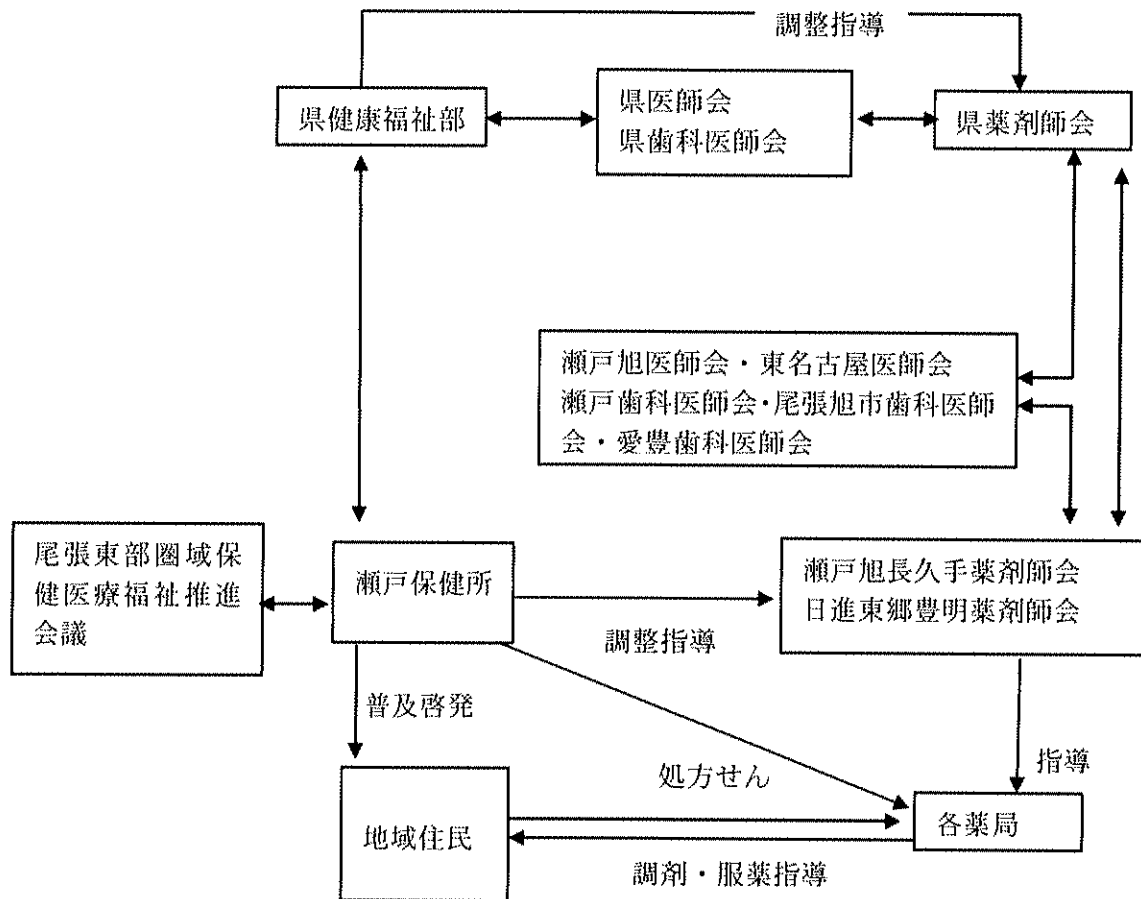 調整指導
県健康福祉部
県医師会
県歯科医師会
県薬剤師会
瀬戸旭医師会・東名古屋医師会
瀬戸歯科医師会・尾張旭市歯科医師
会・愛豊歯科医師会
尾張東部圏域保
健医療福祉推進
会議
瀬戸保健所
調整指導
瀬戸旭長久手薬剤師会
日進東郷豊明薬剤師会
普及啓発
処方せん
指導
地域住民
各薬局
調剤・服薬指導